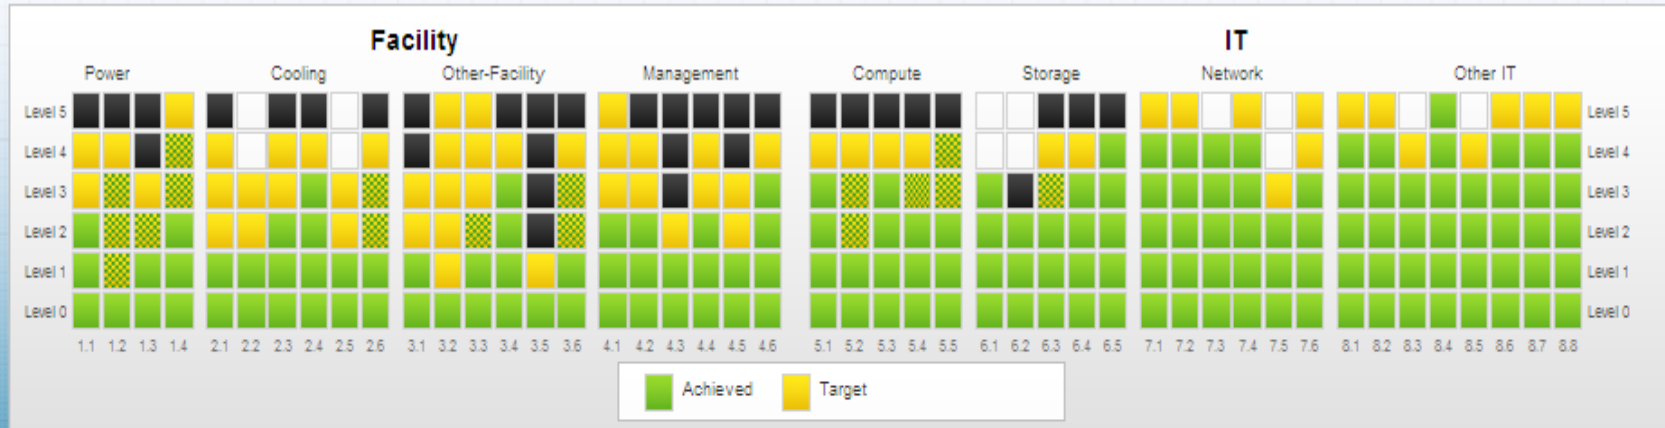 Facility IT
Power Cooling Other-Facility Management Compute Storage Network Other IT
Level 5 Level 5
Level 4 Level 4
Level 3 Level 3
Level 2 Level 2
Level 1 Level 1
Level 0 Level 0
1.1 1.2 1.3 1.4 2.1 2.2 2.3 2.4 2.5 2.6 3.1 3.2 3.3 3.4 3.5 3.6 4.1 4.2 4.3 4.4 4.5 4.6 5.1 5.2 5.3 5.4 5.5 6.1 6.2 6.3 6.4 6.5 7.1 7.2 7.3 7.4 7.5 7.6 8.1 8.2 8.3 8.4 8.5 8.6 8.7 8.8
Achieved Target